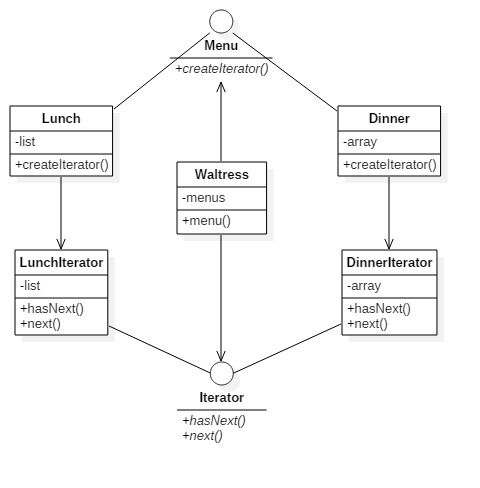 Menu
+createIterator()
Lunch
-list
+createIterator()
Dinner
-array
+createIterator()
Waltress
-menus
+menu()
LunchIterator
-list
+hasNext()
+next()
DinnerIterator
-array
+hasNext()
+next()
Iterator
+hasNext()
+next()